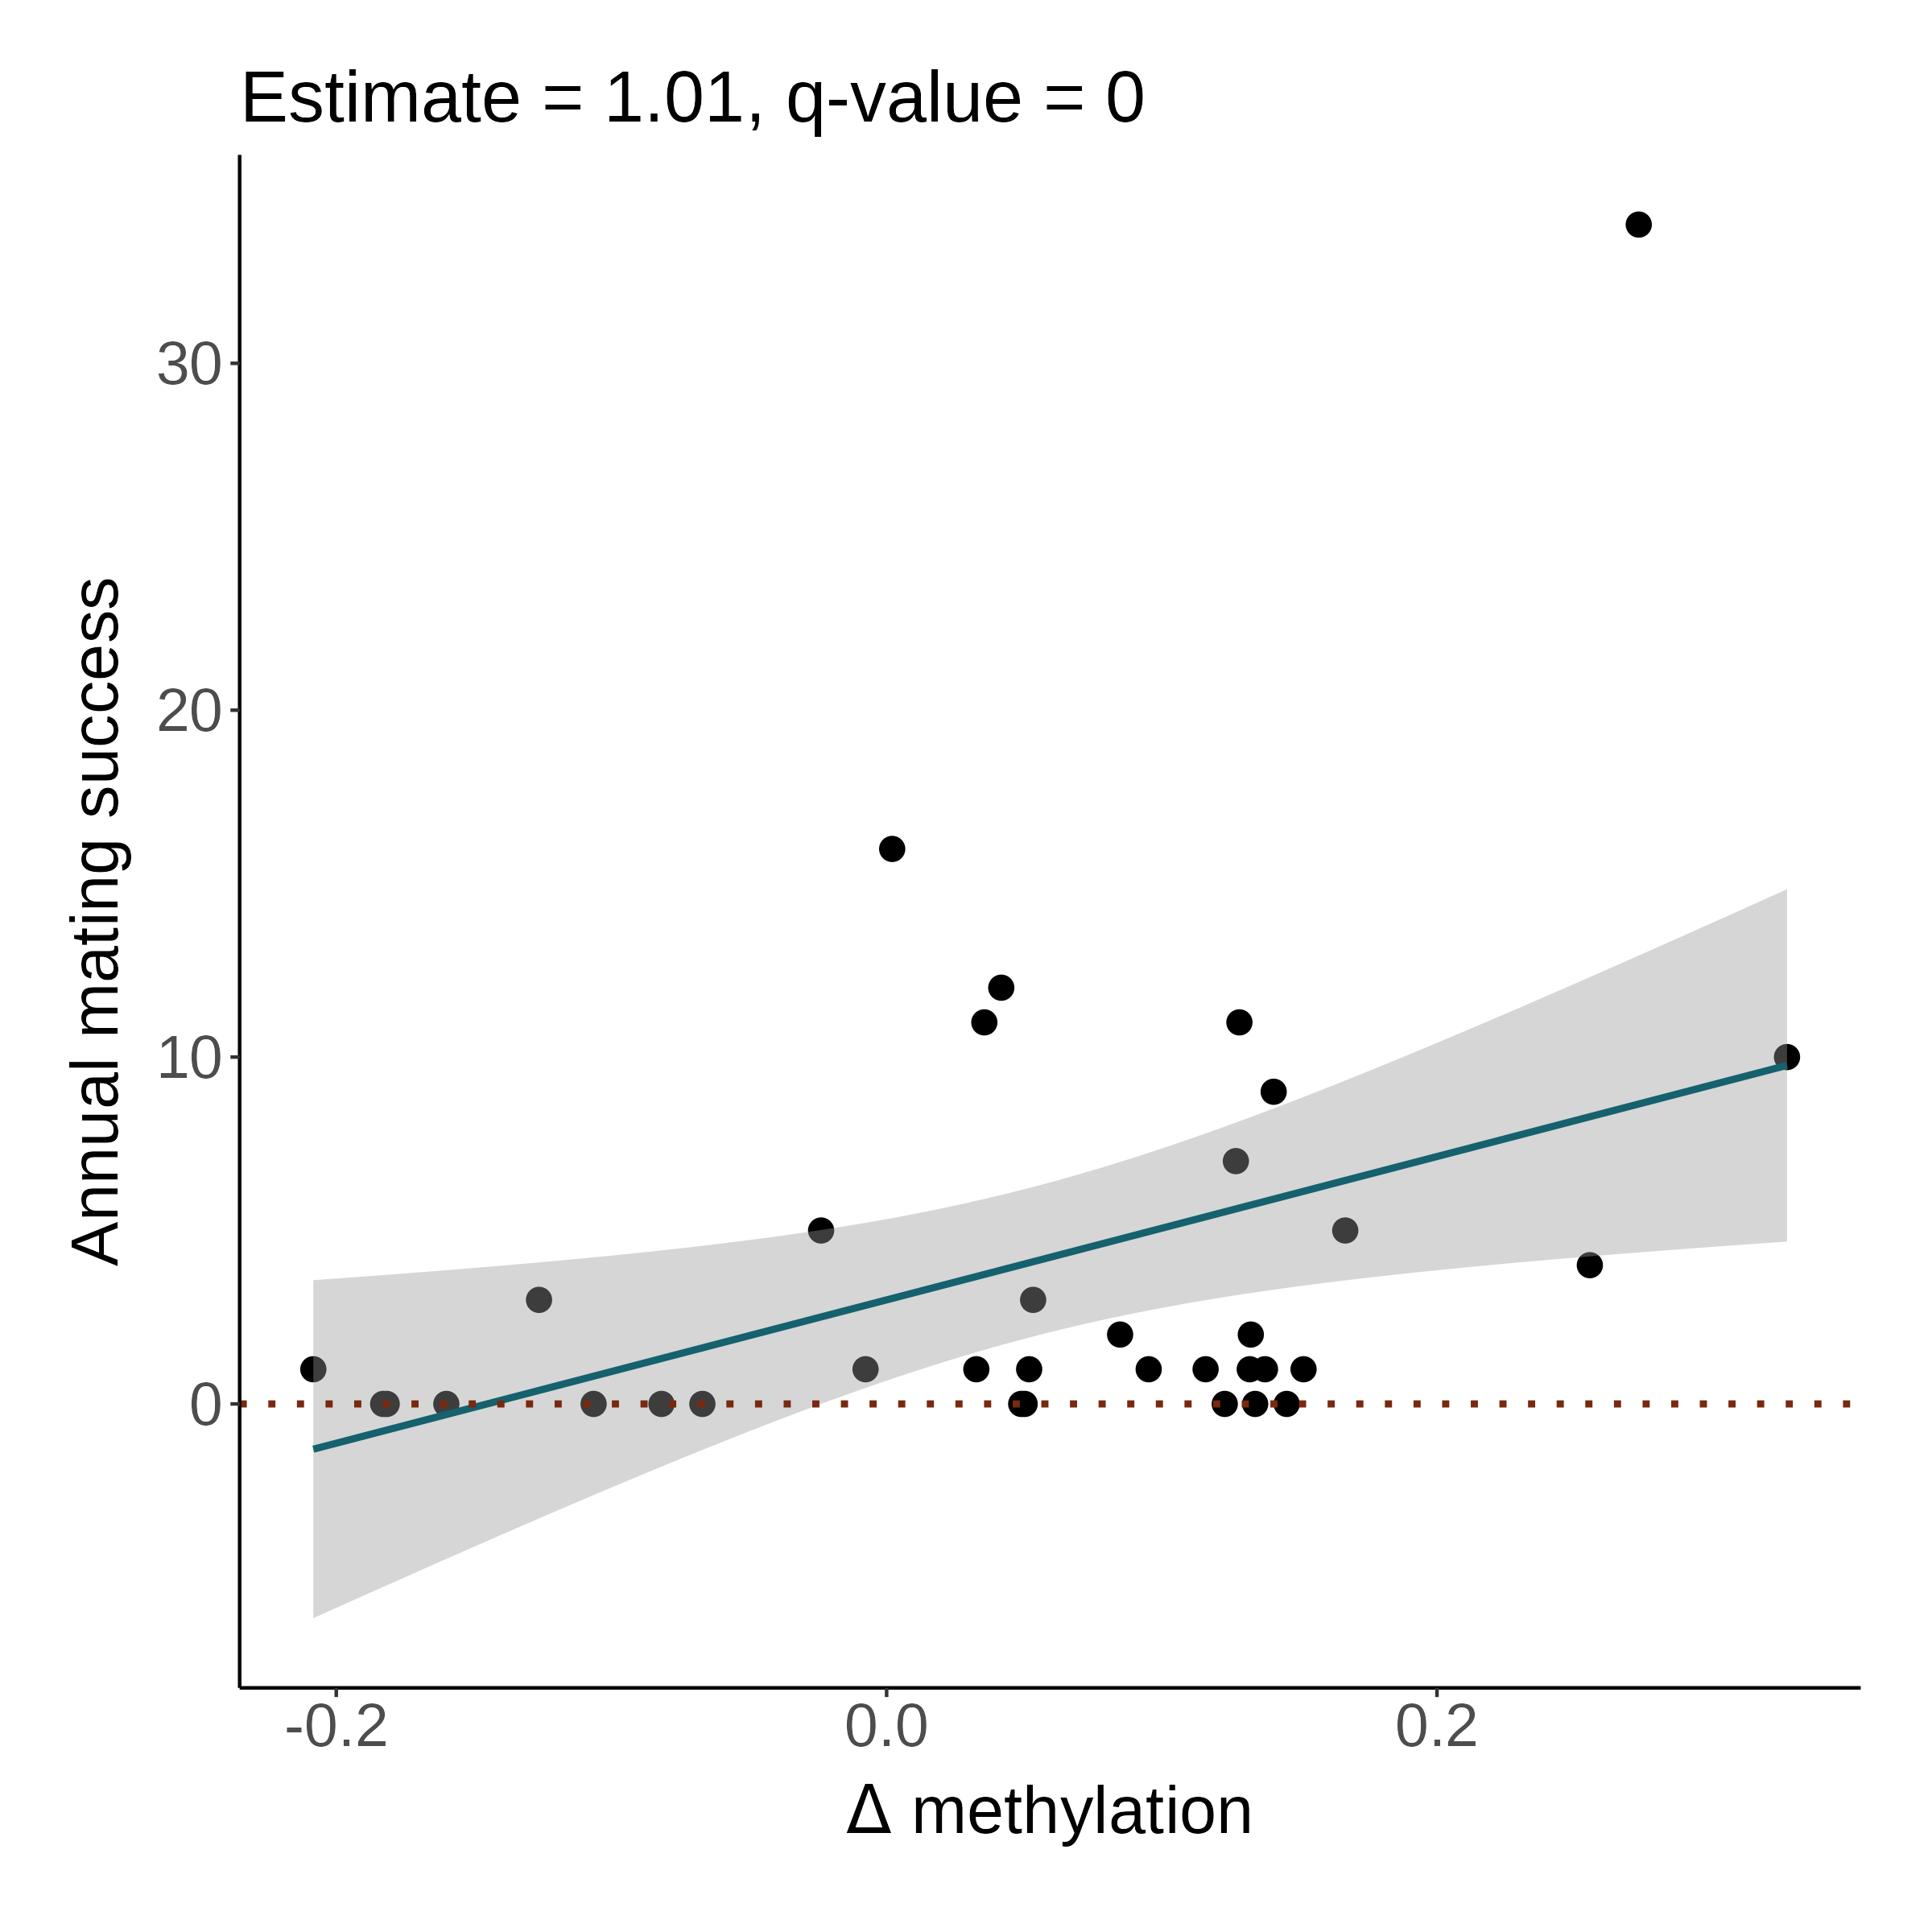 Estimate = 1.01, q-value = 0
Annual mating success
30
20
10
0
-0.2
0.0
0.2
Δ methylation